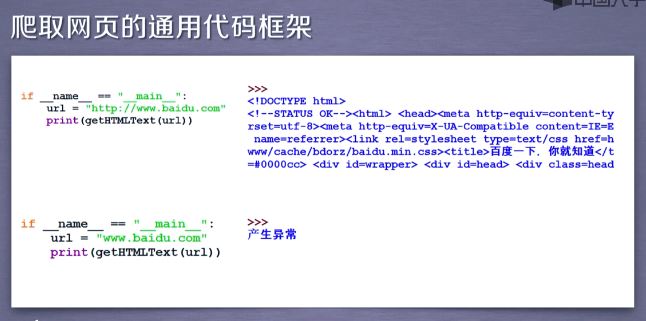 爬取网页的通用代码框架
if __name__ == "__main__":
url = "http://www.baidu.com"
print(getHTMLText(url))
>>>
<!DOCTYPE html>
<!--STATUS OK--><html> <head><meta http-equiv=content-ty
rset=utf-8><meta http-equiv=X-UA-Compatible content=IE=E
name=referrer><link rel=stylesheet type=text/css href=h
www/cache/bdorz/baidu.min.css><title>百度一下，你就知道</t
=#0000cc> <div id=wrapper> <div id=head> <div class=head
if __name__ == "__main__":
url = "www.baidu.com"
print(getHTMLText(url))
>>>
产生异常